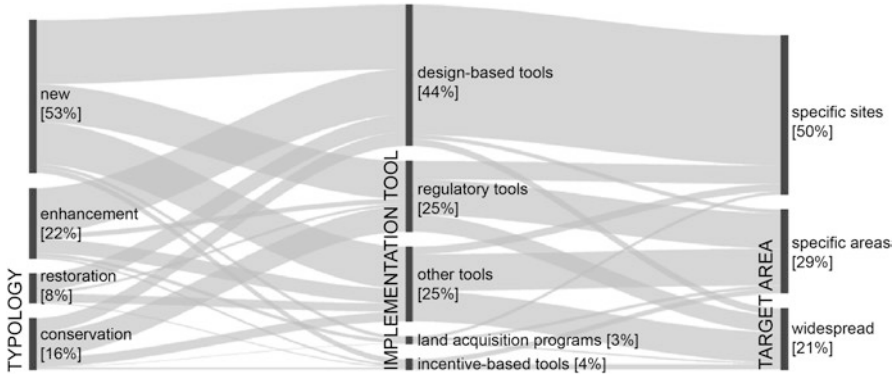 TYPOLOGY
new
[53%]
enhancement
[22%]
restoration
[8%]
conservation
[16%]
IMPLEMENTATION TOOL
design-based tools
[44%]
regulatory tools
[25%]
other tools
[25%]
land acquisition programs [3%]
incentive-based tools [4%]
TARGET AREA
specific sites
[50%]
specific areas
[29%]
widespread
[21%]